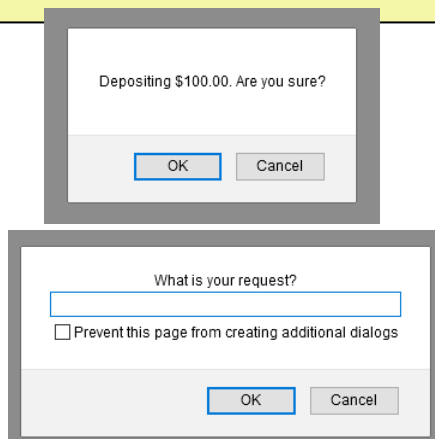 Depositing $100.00. Are you sure?
OK Cancel
What is your request?
Prevent this page from creating additional dialogs
OK Cancel